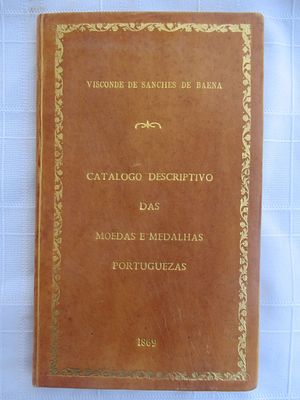 VISCONDE DE SANCHES DE BAENA
CATALOGO DESCRIPTIVO
DAS
MOEDAS E MEDALHAS
PORTUGUEZAS
1869